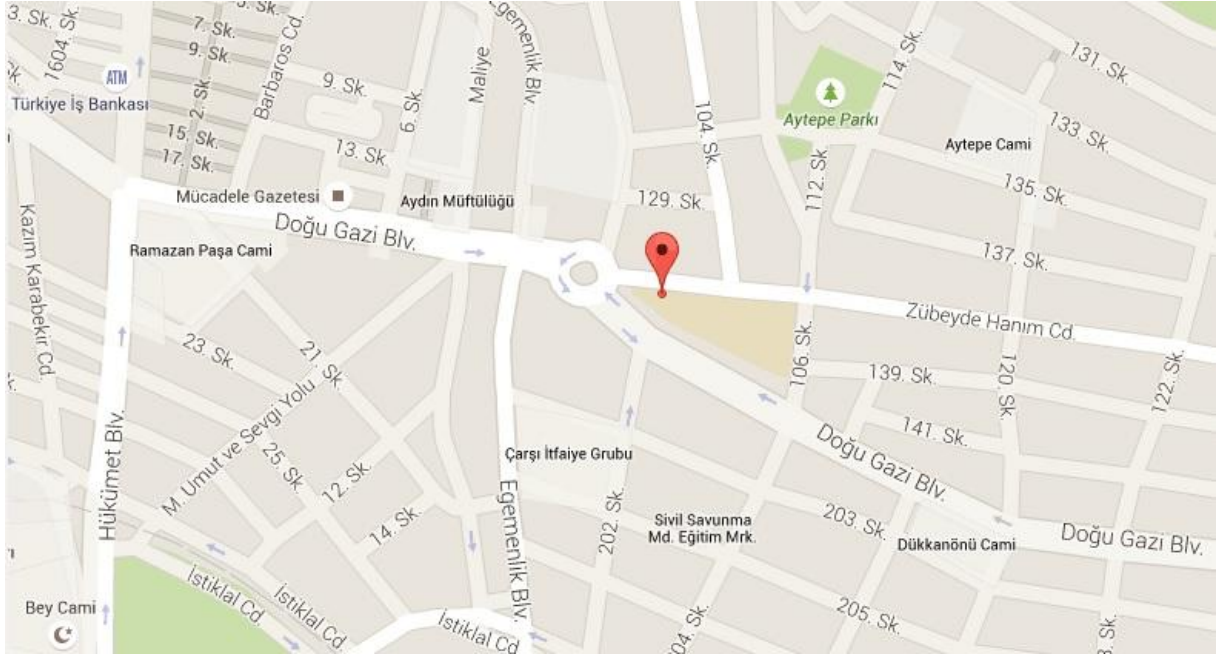 3. Sk.
1604. Sk.
7. Sk.
9. Sk.
ATM
Türkiye İş Bankası
2. Sk.
15. Sk.
17. Sk.
Barbaros Cd.
9. Sk.
13. Sk.
6. Sk.
Maliye
Egemenlik Blv.
104. Sk.
114. Sk.
131. Sk.
Aytepe Parkı
133. Sk.
Aytepe Cami
135. Sk.
112. Sk.
129. Sk.
137. Sk.
Mücadele Gazetesi
Aydın Müftülüğü
Doğu Gazi Blv.
Ramazan Paşa Cami
Kazım Karabekir Cd.
Zübeyde Hanım Cd.
23. Sk.
21. Sk
106. Sk.
139. Sk.
120. Sk.
122. Sk.
141. Sk.
M. Umut ve Sevgi Yolu
Hükümet Blv.
25. Sk.
12. Sk.
14. Sk.
Çarşı İtfaiye Grubu
Egemenlik Blv.
202. Sk.
Doğu Gazi Blv.
Sivil Savunma
Md. Eğitim Mrk.
203. Sk.
Dükkanönü Cami
Doğu Gazi Blv.
205. Sk.
İstiklal Cd
İstiklal Cd
İstiklal Cd
Bey Cami